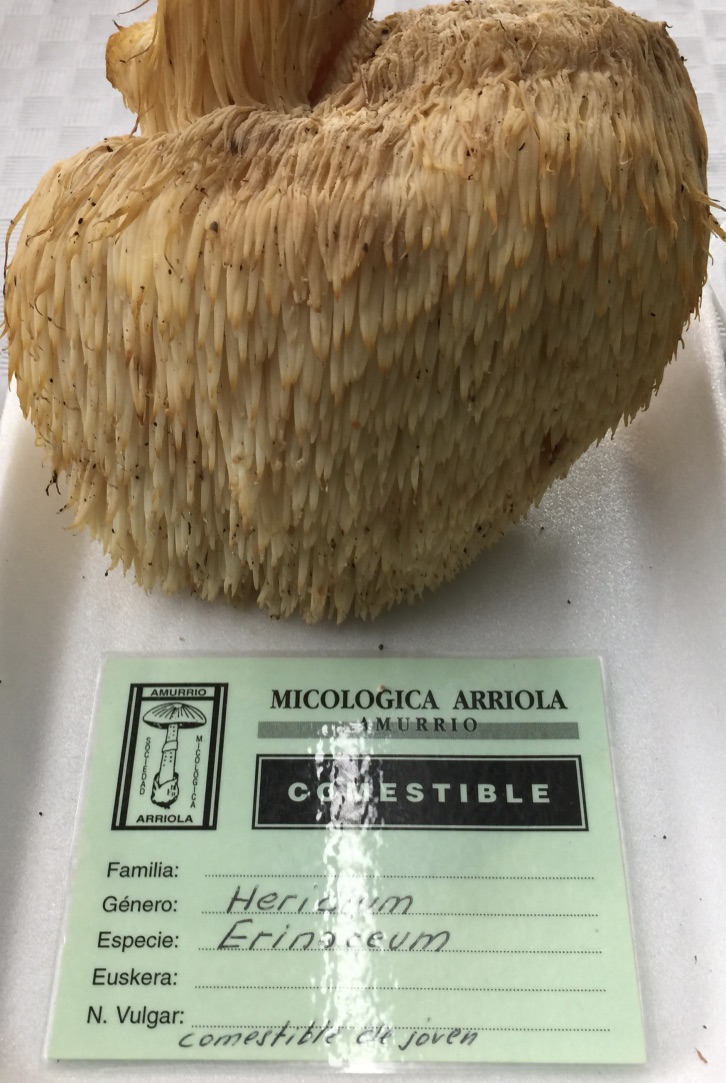 AMURRIO
SOCIEDAD
MICOLOGICA
ARRIOLA
MICOLOGICA ARRIOLA
AMURRIO
COMESTIBLE
Familia:
Género: Hericium
Especie: Erinaceum
Euskera:
N. Vulgar:
comestible de joven